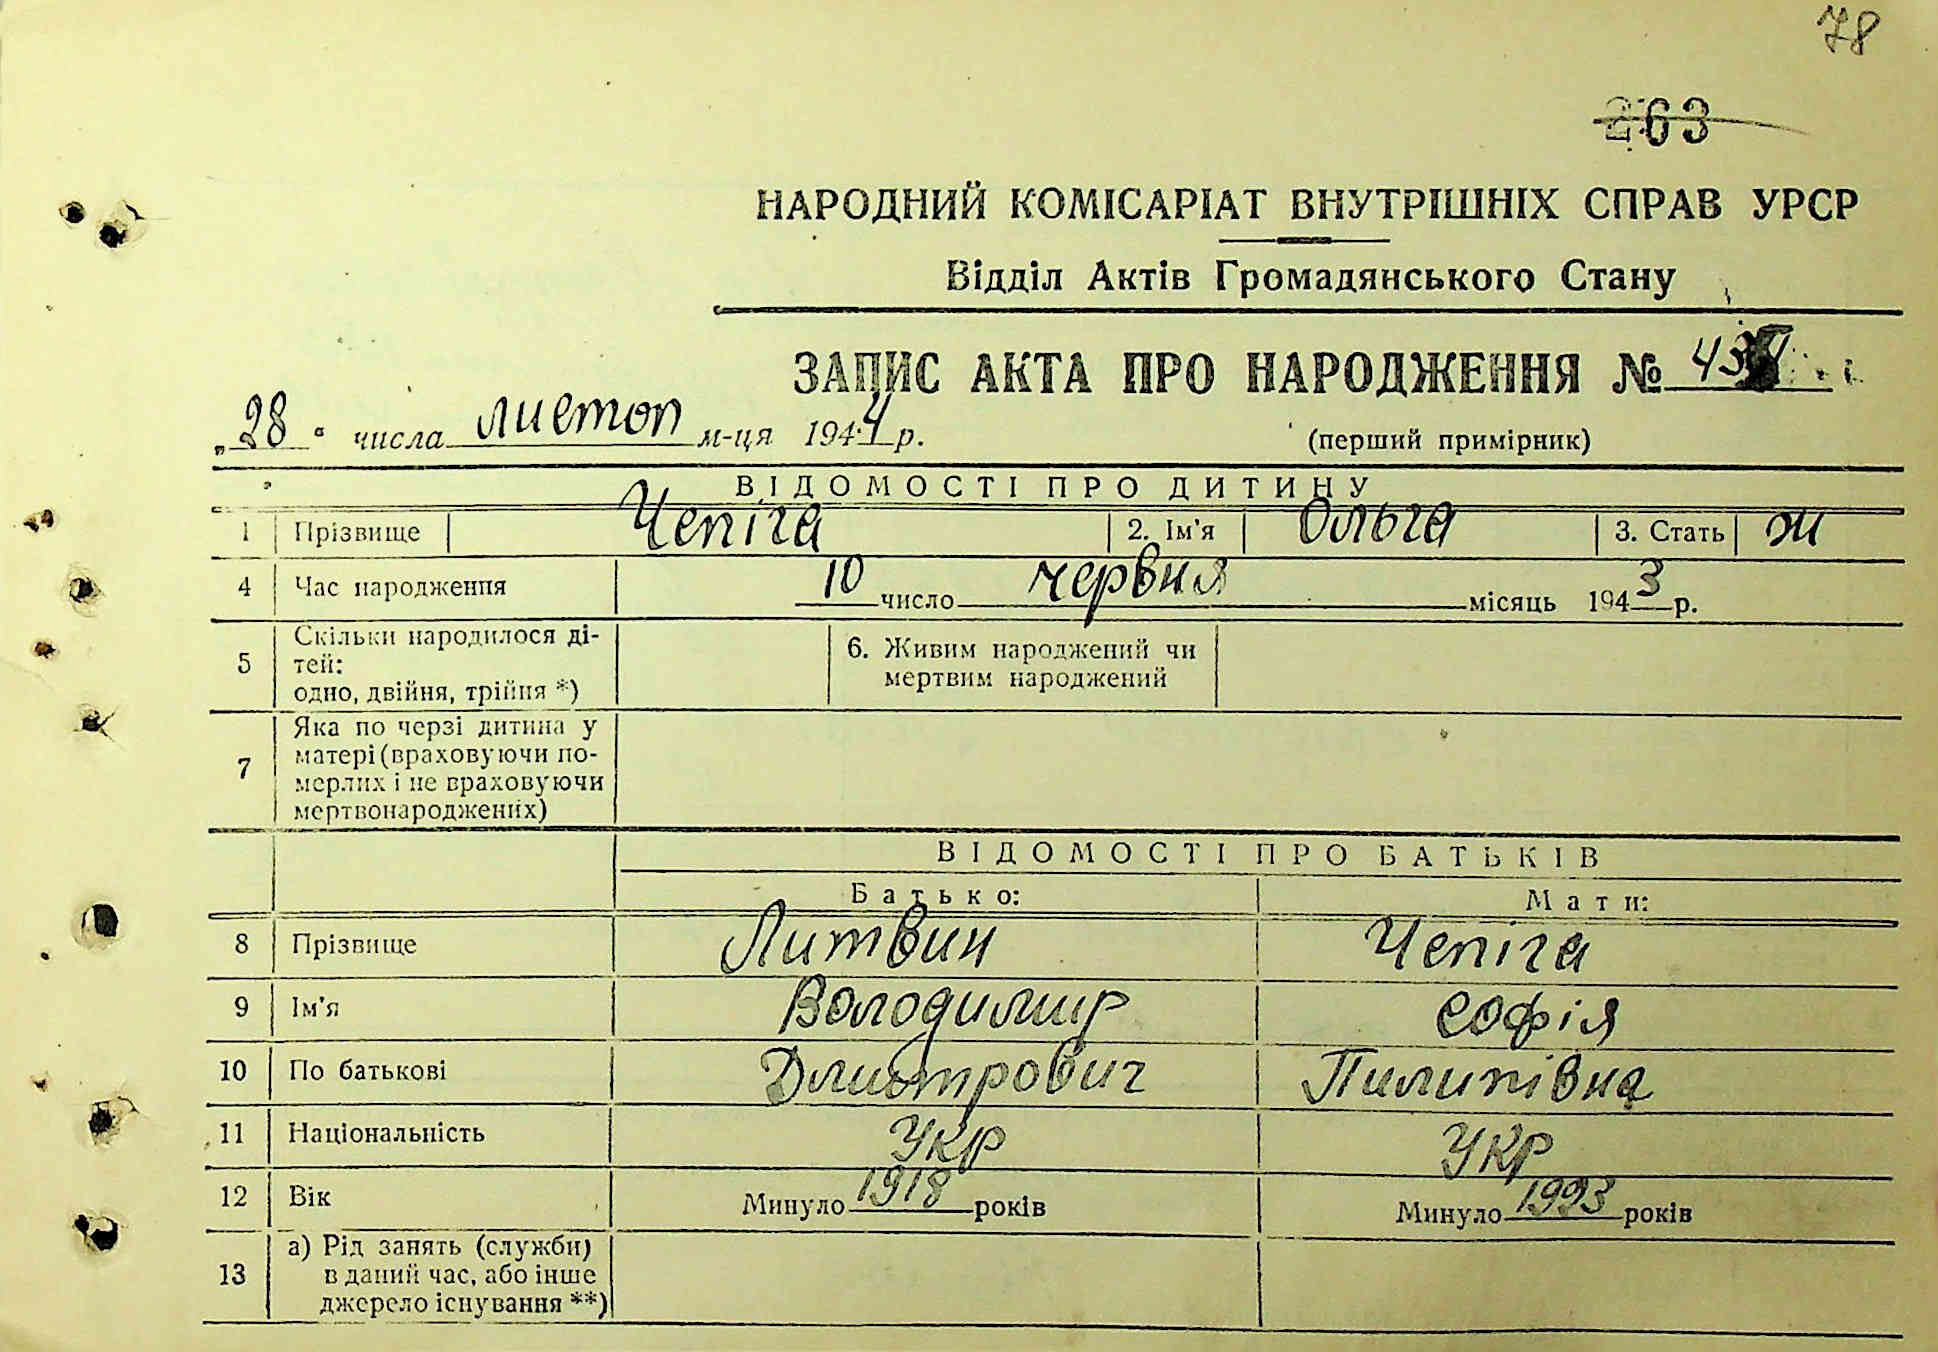 78
263
НАРОДНИЙ КОМІСАРІАТ ВНУТРІШНІХ СПРАВ УРСР
Відділ Актів Громадянського Стану
ЗАПИС АКТА ПРО НАРОДЖЕННЯ №
„28“ числа листоп м-ця 1944 р.
(перший примірник)
ВІДОМОСТІ ПРО ДИТИНУ
1 Прізвище Чепіга 2. Ім'я Ольга 3. Стать ж
4 Час народження 10 число червня місяць 1943 р.
5 Скільки народилося ді-
тей:
одно, двійня, трійня *)
6. Живим народжений чи
мертвим народжений
7 Яка по черзі дитина у
матері (враховуючи по-
мерлих і не враховуючи
мертвонароджених)
ВІДОМОСТІ ПРО БАТЬКІВ
Батько: Мати:
8 Прізвище Литвин Чепіга
9 Ім'я Володимир Софія
10 По батькові Дмитрович Пилипівна
11 Національність Укр Укр
12 Вік Минуло 1918 років Минуло 1993 років
13 а) Рід занять (служби)
в даний час, або інше
джерело існування **)